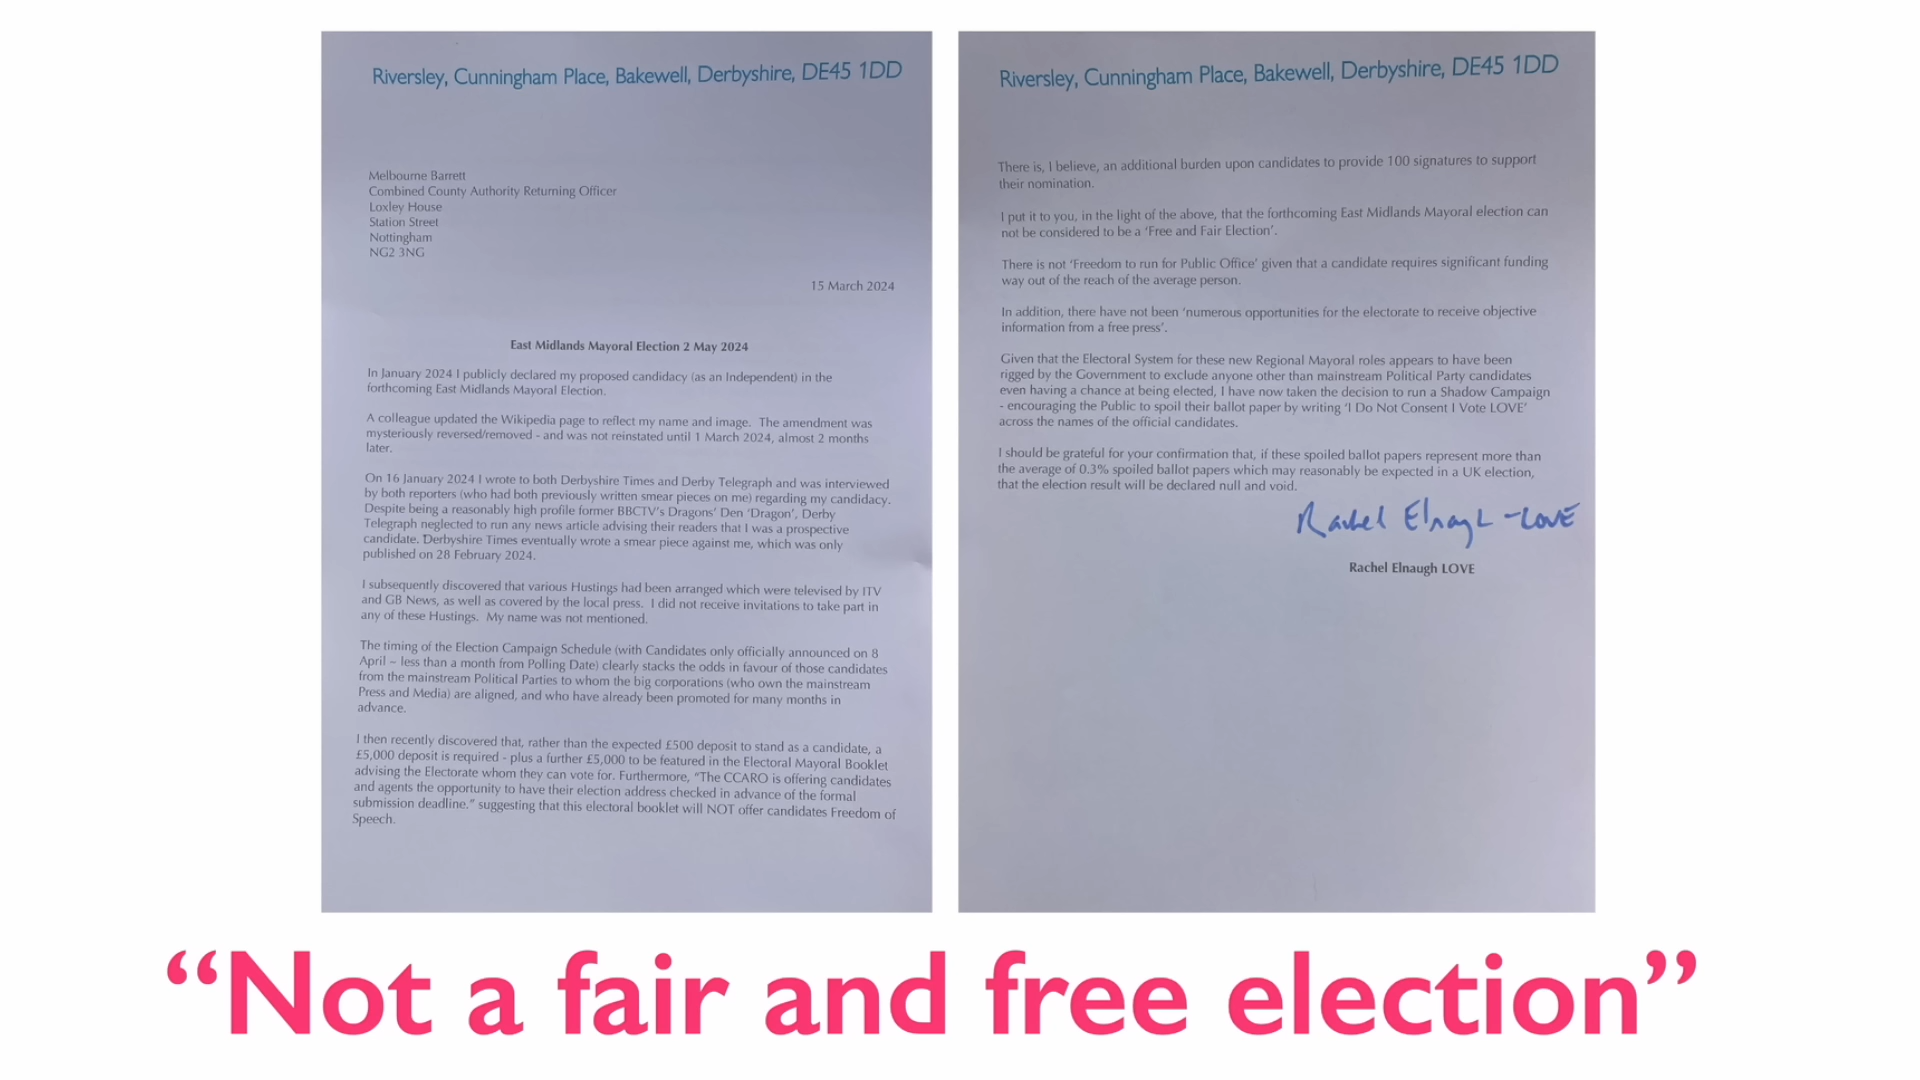 Riversley, Cunningham Place, Bakewell, Derbyshire, DE45 1DD
Melbourne Barrett
Combined County Authority Returning Officer
Loxley House
Station Street
Nottingham
NG2 3NG
15 March 2024
East Midlands Mayoral Election 2 May 2024
In January 2024 I publicly declared my proposed candidacy (as an Independent) in the
forthcoming East Midlands Mayoral Election.
A colleague updated the Wikipedia page to reflect my name and image. The amendment was
mysteriously reversed/removed - and was not reinstated until 1 March 2024, almost 2 months
later.
On 16 January 2024 I wrote to both Derbyshire Times and Derby Telegraph and was interviewed
by both reporters (who had both previously written smear pieces on me) regarding my candidacy.
Despite being a reasonably high profile former BBCTV's Dragons' Den 'Dragon', Derby
Telegraph neglected to run any news article advising their readers that I was a prospective
candidate. Derbyshire Times eventually wrote a smear piece against me, which was only
published on 28 February 2024.
I subsequently discovered that various Hustings had been arranged which were televised by ITV
and GB News, as well as covered by the local press. I did not receive invitations to take part in
any of these Hustings. My name was not mentioned.
The timing of the Election Campaign Schedule (with Candidates only officially announced on 8
April – less than a month from Polling Date) clearly stacks the odds in favour of those candidates
from the mainstream Political Parties to whom the big corporations (who own the mainstream
Press and Media) are aligned, and who have already been promoted for many months in
advance.
I then recently discovered that, rather than the expected £500 deposit to stand as a candidate, a
£5,000 deposit is required - plus a further £5,000 to be featured in the Electoral Mayoral Booklet
advising the Electorate whom they can vote for. Furthermore, "The CCARO is offering candidates
and agents the opportunity to have their election address checked in advance of the formal
submission deadline." suggesting that this electoral booklet will NOT offer candidates Freedom of
Speech.
Riversley, Cunningham Place, Bakewell, Derbyshire, DE45 1DD
There is, I believe, an additional burden upon candidates to provide 100 signatures to support
their nomination.
I put it to you, in the light of the above, that the forthcoming East Midlands Mayoral election can
not be considered to be a 'Free and Fair Election'.
There is not 'Freedom to run for Public Office' given that a candidate requires significant funding
way out of the reach of the average person.
In addition, there have not been 'numerous opportunities for the electorate to receive objective
information from a free press'.
Given that the Electoral System for these new Regional Mayoral roles appears to have been
rigged by the Government to exclude anyone other than mainstream Political Party candidates
even having a chance at being elected, I have now taken the decision to run a Shadow Campaign
- encouraging the Public to spoil their ballot paper by writing 'I Do Not Consent I Vote LOVE'
across the names of the official candidates.
I should be grateful for your confirmation that, if these spoiled ballot papers represent more than
the average of 0.3% spoiled ballot papers which may reasonably be expected in a UK election,
that the election result will be declared null and void.
Rachel Elnaugh - LOVE
Rachel Elnaugh LOVE
“Not a fair and free election”